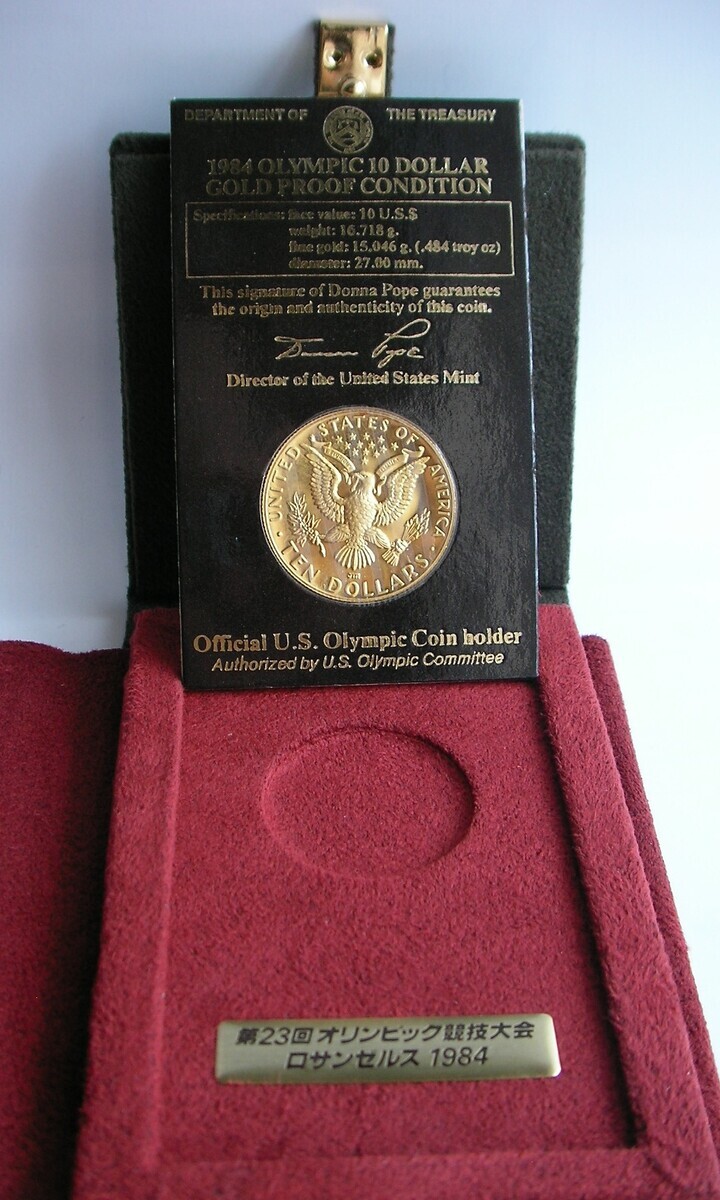 DEPARTMENT OF THE TREASURY
1984 OLYMPIC 10 DOLLAR
GOLD PROOF CONDITION
Specifications: face value: 10 U.S.$
weight: 16.718 g.
fine gold: 15.046 g. (.484 troy oz)
diameter: 27.00 mm.
This signature of Donna Pope guarantees
the origin and authenticity of this coin.
Donna Pope
Director of the United States Mint
UNITED STATES OF AMERICA
TEN DOLLARS
Official U.S. Olympic Coin holder
Authorized by U.S. Olympic Committee
第23回オリンピック競技大会
ロサンゼルス 1984